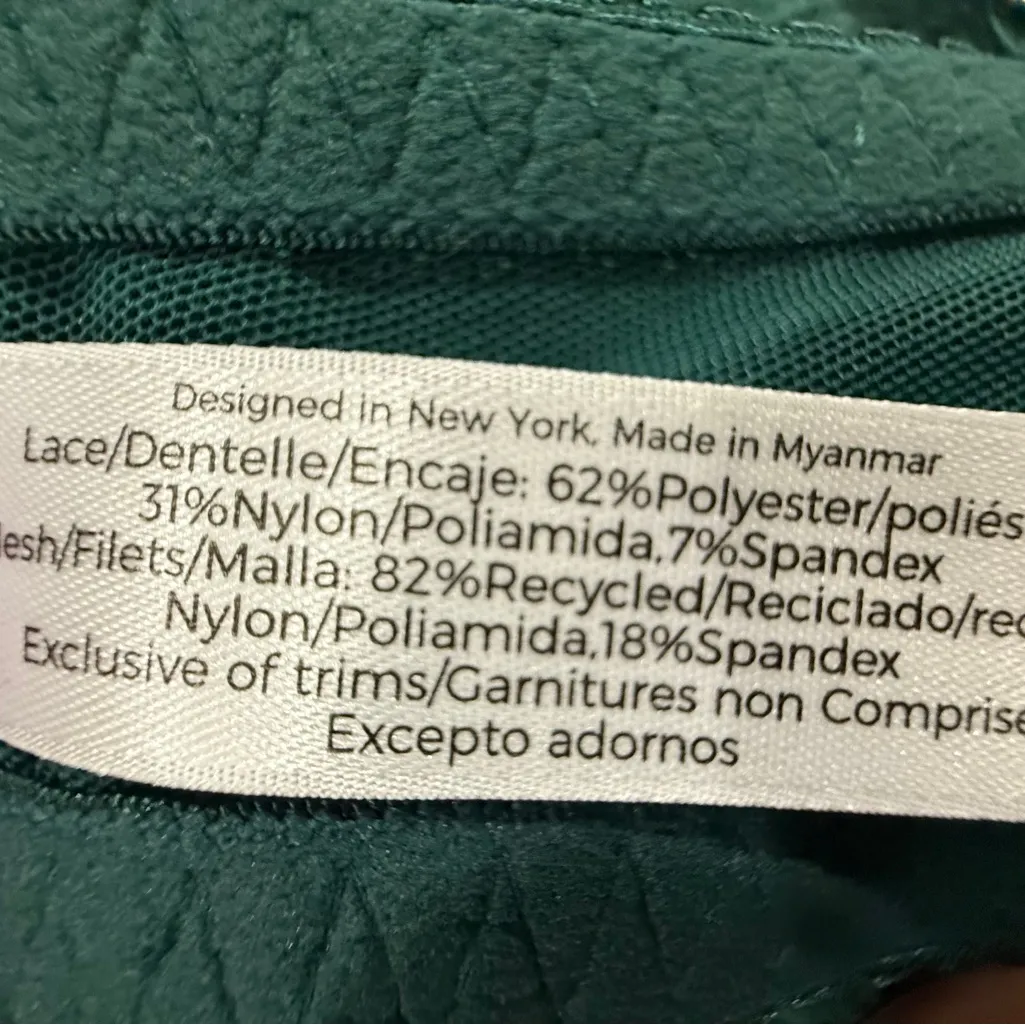 Designed in New York. Made in Myanmar
Lace/Dentelle/Encaje: 62%Polyester/poliés
31%Nylon/Poliamida.7%Spandex
esh/Filets/Malla: 82%Recycled/Reciclado/rec
Nylon/Poliamida.18%Spandex
Exclusive of trims/Garnitures non Comprise
Excepto adornos